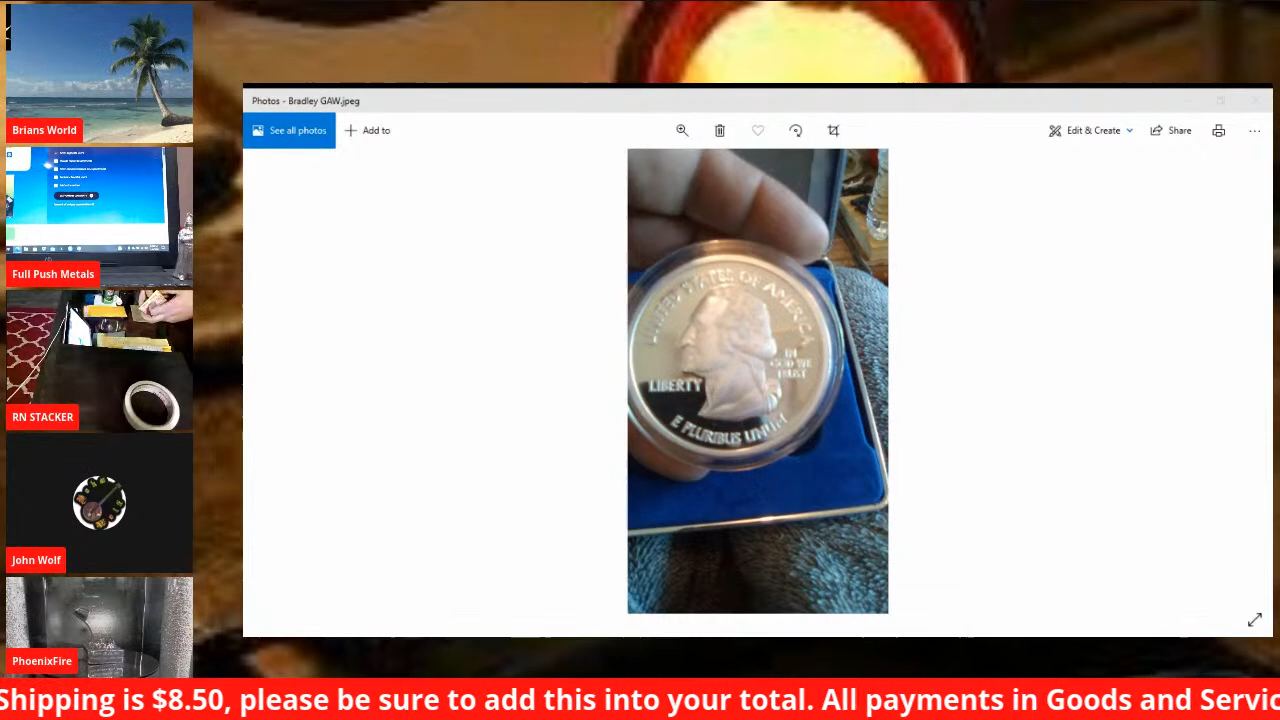 Brians World
Full Push Metals
RN STACKER
John Wolf
PhoenixFire
Photos - Bradley GAW.jpeg
See all photos
Add to
Edit & Create
Share
UNITED STATES OF AMERICA
IN
GOD WE
TRUST
LIBERTY
E PLURIBUS UNUM
Shipping is $8.50, please be sure to add this into your total. All payments in Goods and Servic